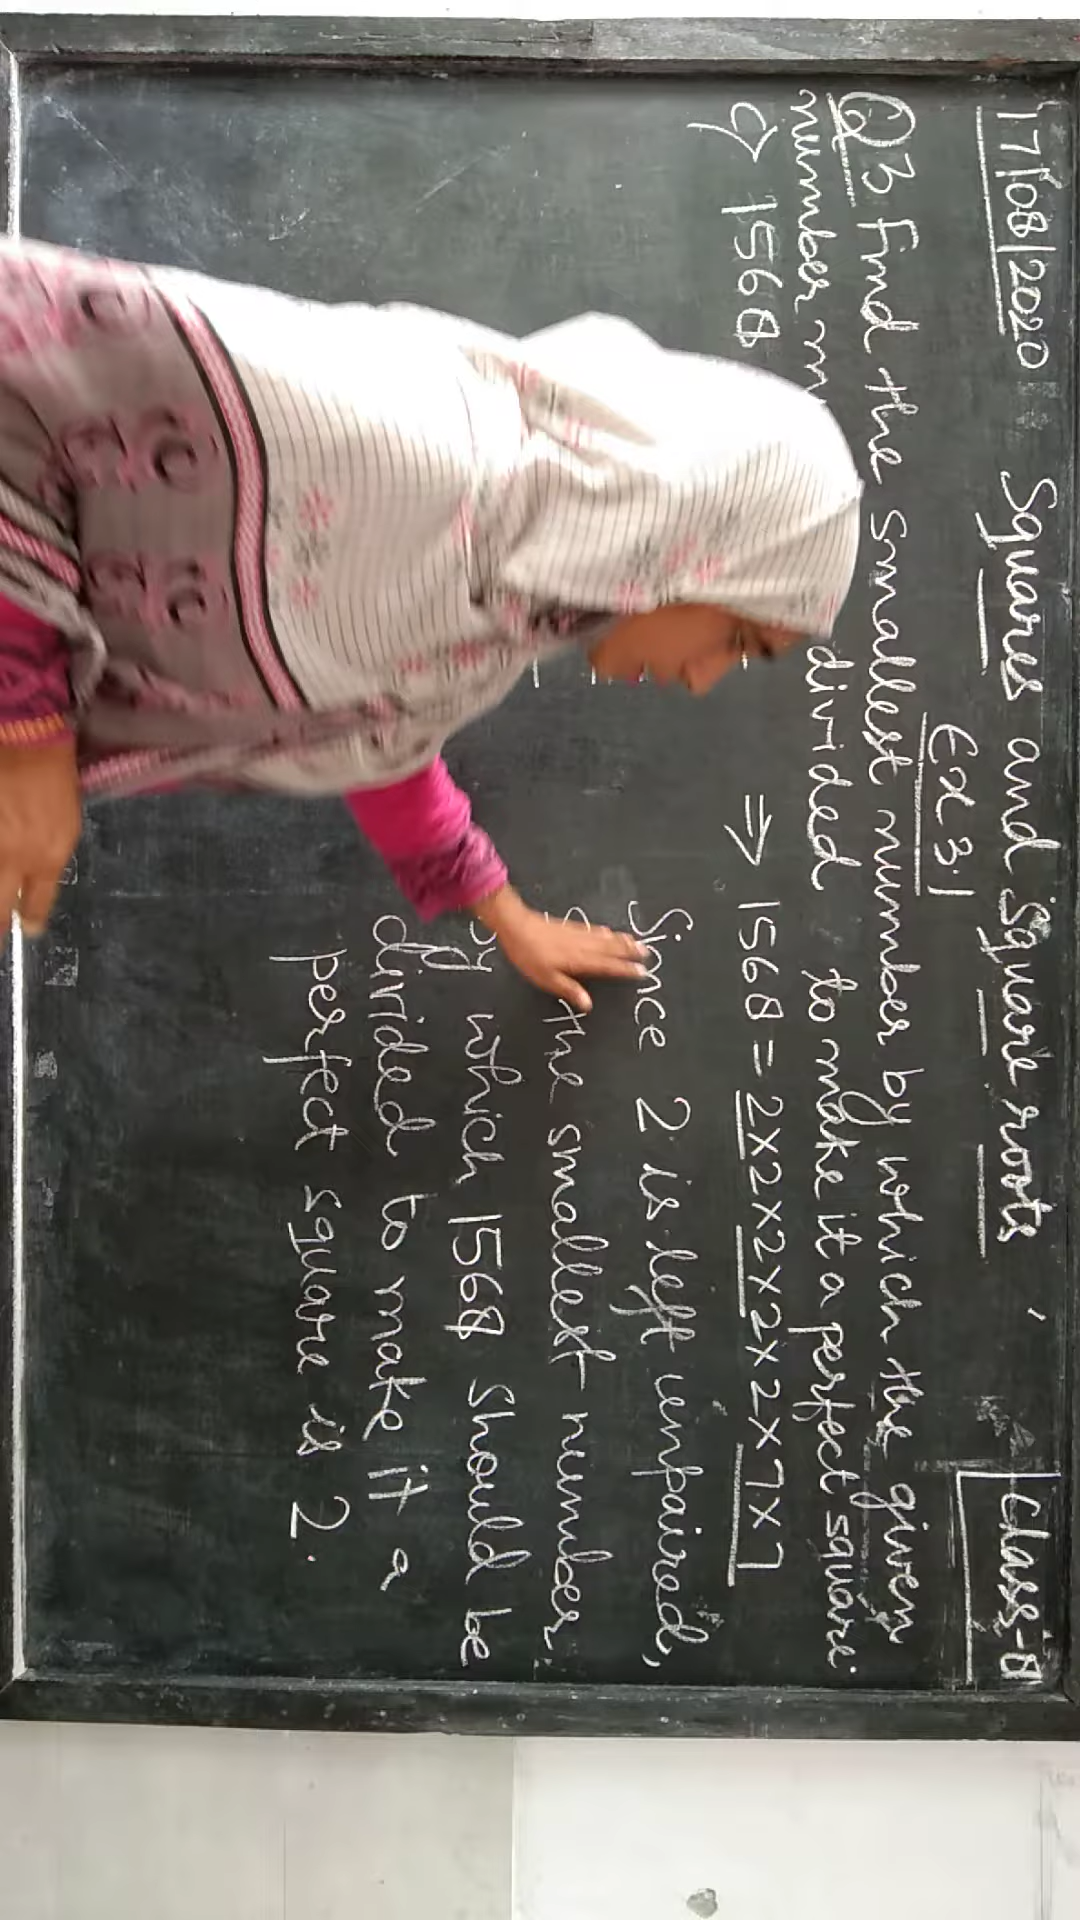 17/08/2020 Squares and square roots Class-8
Ex 3.1
Q3 Find the smallest number by which the given
number divided to make it a perfect square.
c) 1568 ⇒ 1568 = 2×2×2×2×2×7×7
Since 2 is left unpaired,
the smallest number
by which 1568 should be
divided to make it a
perfect square is 2.